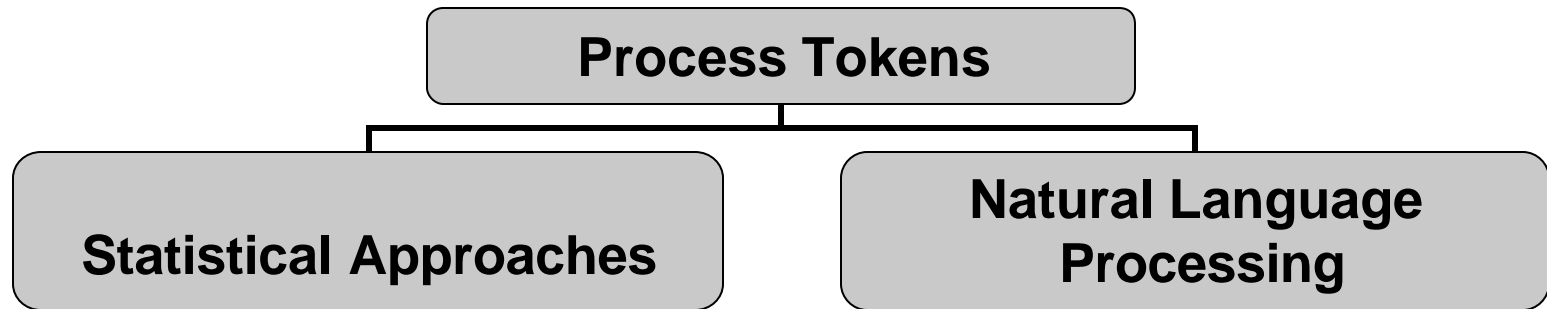 Process Tokens
Statistical Approaches
Natural Language
Processing